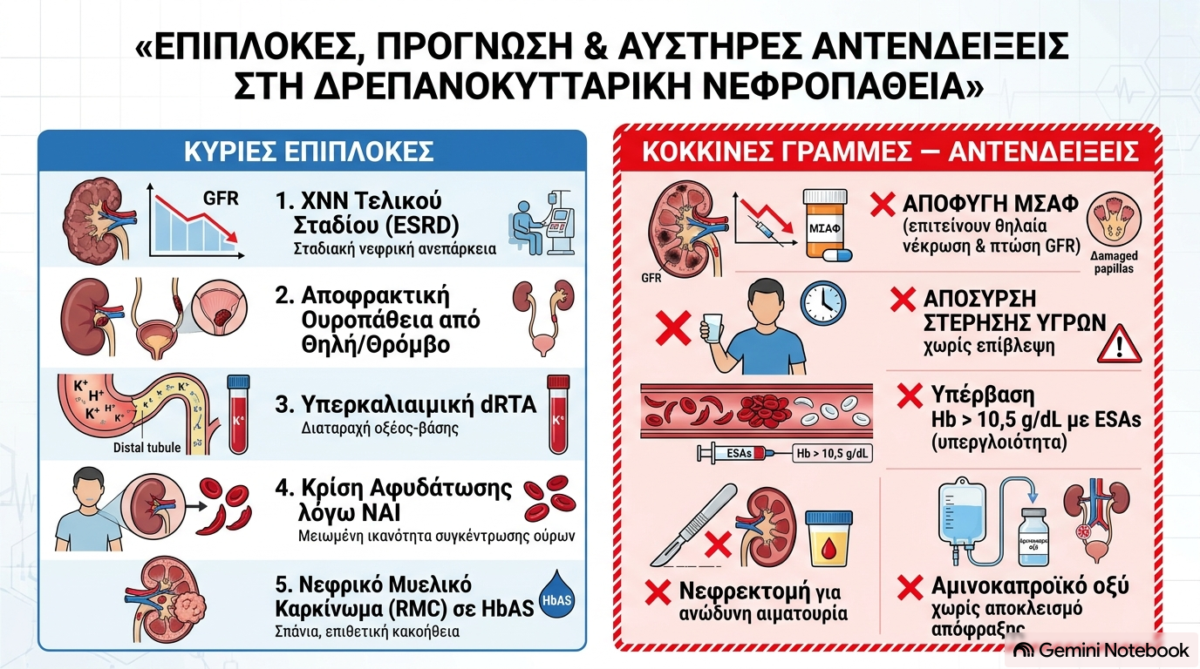 «ΕΠΙΠΛΟΚΕΣ, ΠΡΟΓΝΩΣΗ & ΑΥΣΤΗΡΕΣ ΑΝΤΕΝΔΕΙΞΕΙΣ
ΣΤΗ ΔΡΕΠΑΝΟΚΥΤΤΑΡΙΚΗ ΝΕΦΡΟΠΑΘΕΙΑ»
ΚΥΡΙΕΣ ΕΠΙΠΛΟΚΕΣ
GFR
1. ΧΝΝ Τελικού
Σταδίου (ESRD)
Σταδιακή νεφρική ανεπάρκεια
2. Αποφρακτική
Ουροπάθεια από
Θηλή/Θρόμβο
K+
H+
K+
K+
H+
Distal tubule
K+
3. Υπερκαλιαιμική dRTA
Διαταραχή οξέος-βάσης
K+
4. Κρίση Αφυδάτωσης
λόγω ΝΑΙ
Μειωμένη ικανότητα συγκέντρωσης ούρων
5. Νεφρικό Μυελικό
Καρκίνωμα (RMC) σε HbAS
Σπάνια, επιθετική κακοήθεια
HbAS
ΚΟΚΚΙΝΕΣ ΓΡΑΜΜΕΣ — ΑΝΤΕΝΔΕΙΞΕΙΣ
GFR
ΜΣΑΦ
ΑΠΟΦΥΓΗ ΜΣΑΦ
(επιτείνουν θηλαία
νέκρωση & πτώση GFR)
Damaged
papillas
ΑΠΟΣΥΡΣΗ
ΣΤΕΡΗΣΗΣ ΥΓΡΩΝ
χωρίς επίβλεψη
ESAs
Hb > 10,5 g/dL
Υπέρβαση
Hb > 10,5 g/dL με ESAs
(υπεργλοιότητα)
Νεφρεκτομή για
ανώδυνη αιματουρία
Αμινοκαπροϊκό οξύ
χωρίς αποκλεισμό
απόφραξης
Gemini Notebook